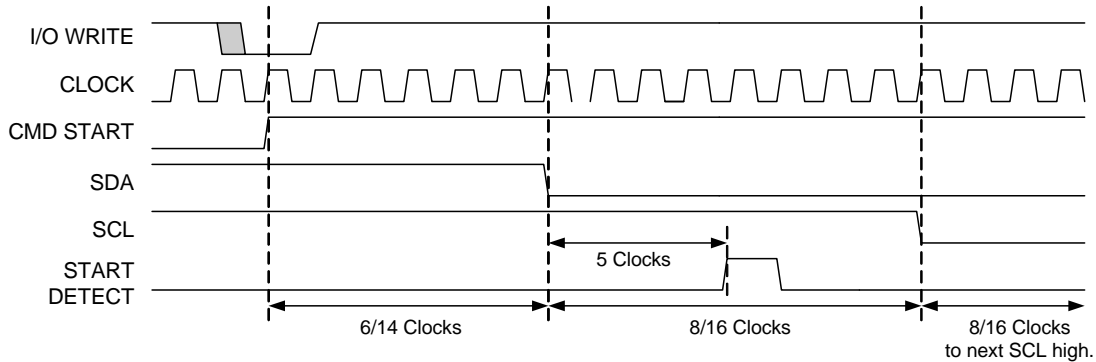 I/O WRITE
CLOCK
CMD START
SDA
SCL
5 Clocks
START
DETECT
6/14 Clocks
8/16 Clocks
8/16 Clocks
to next SCL high.